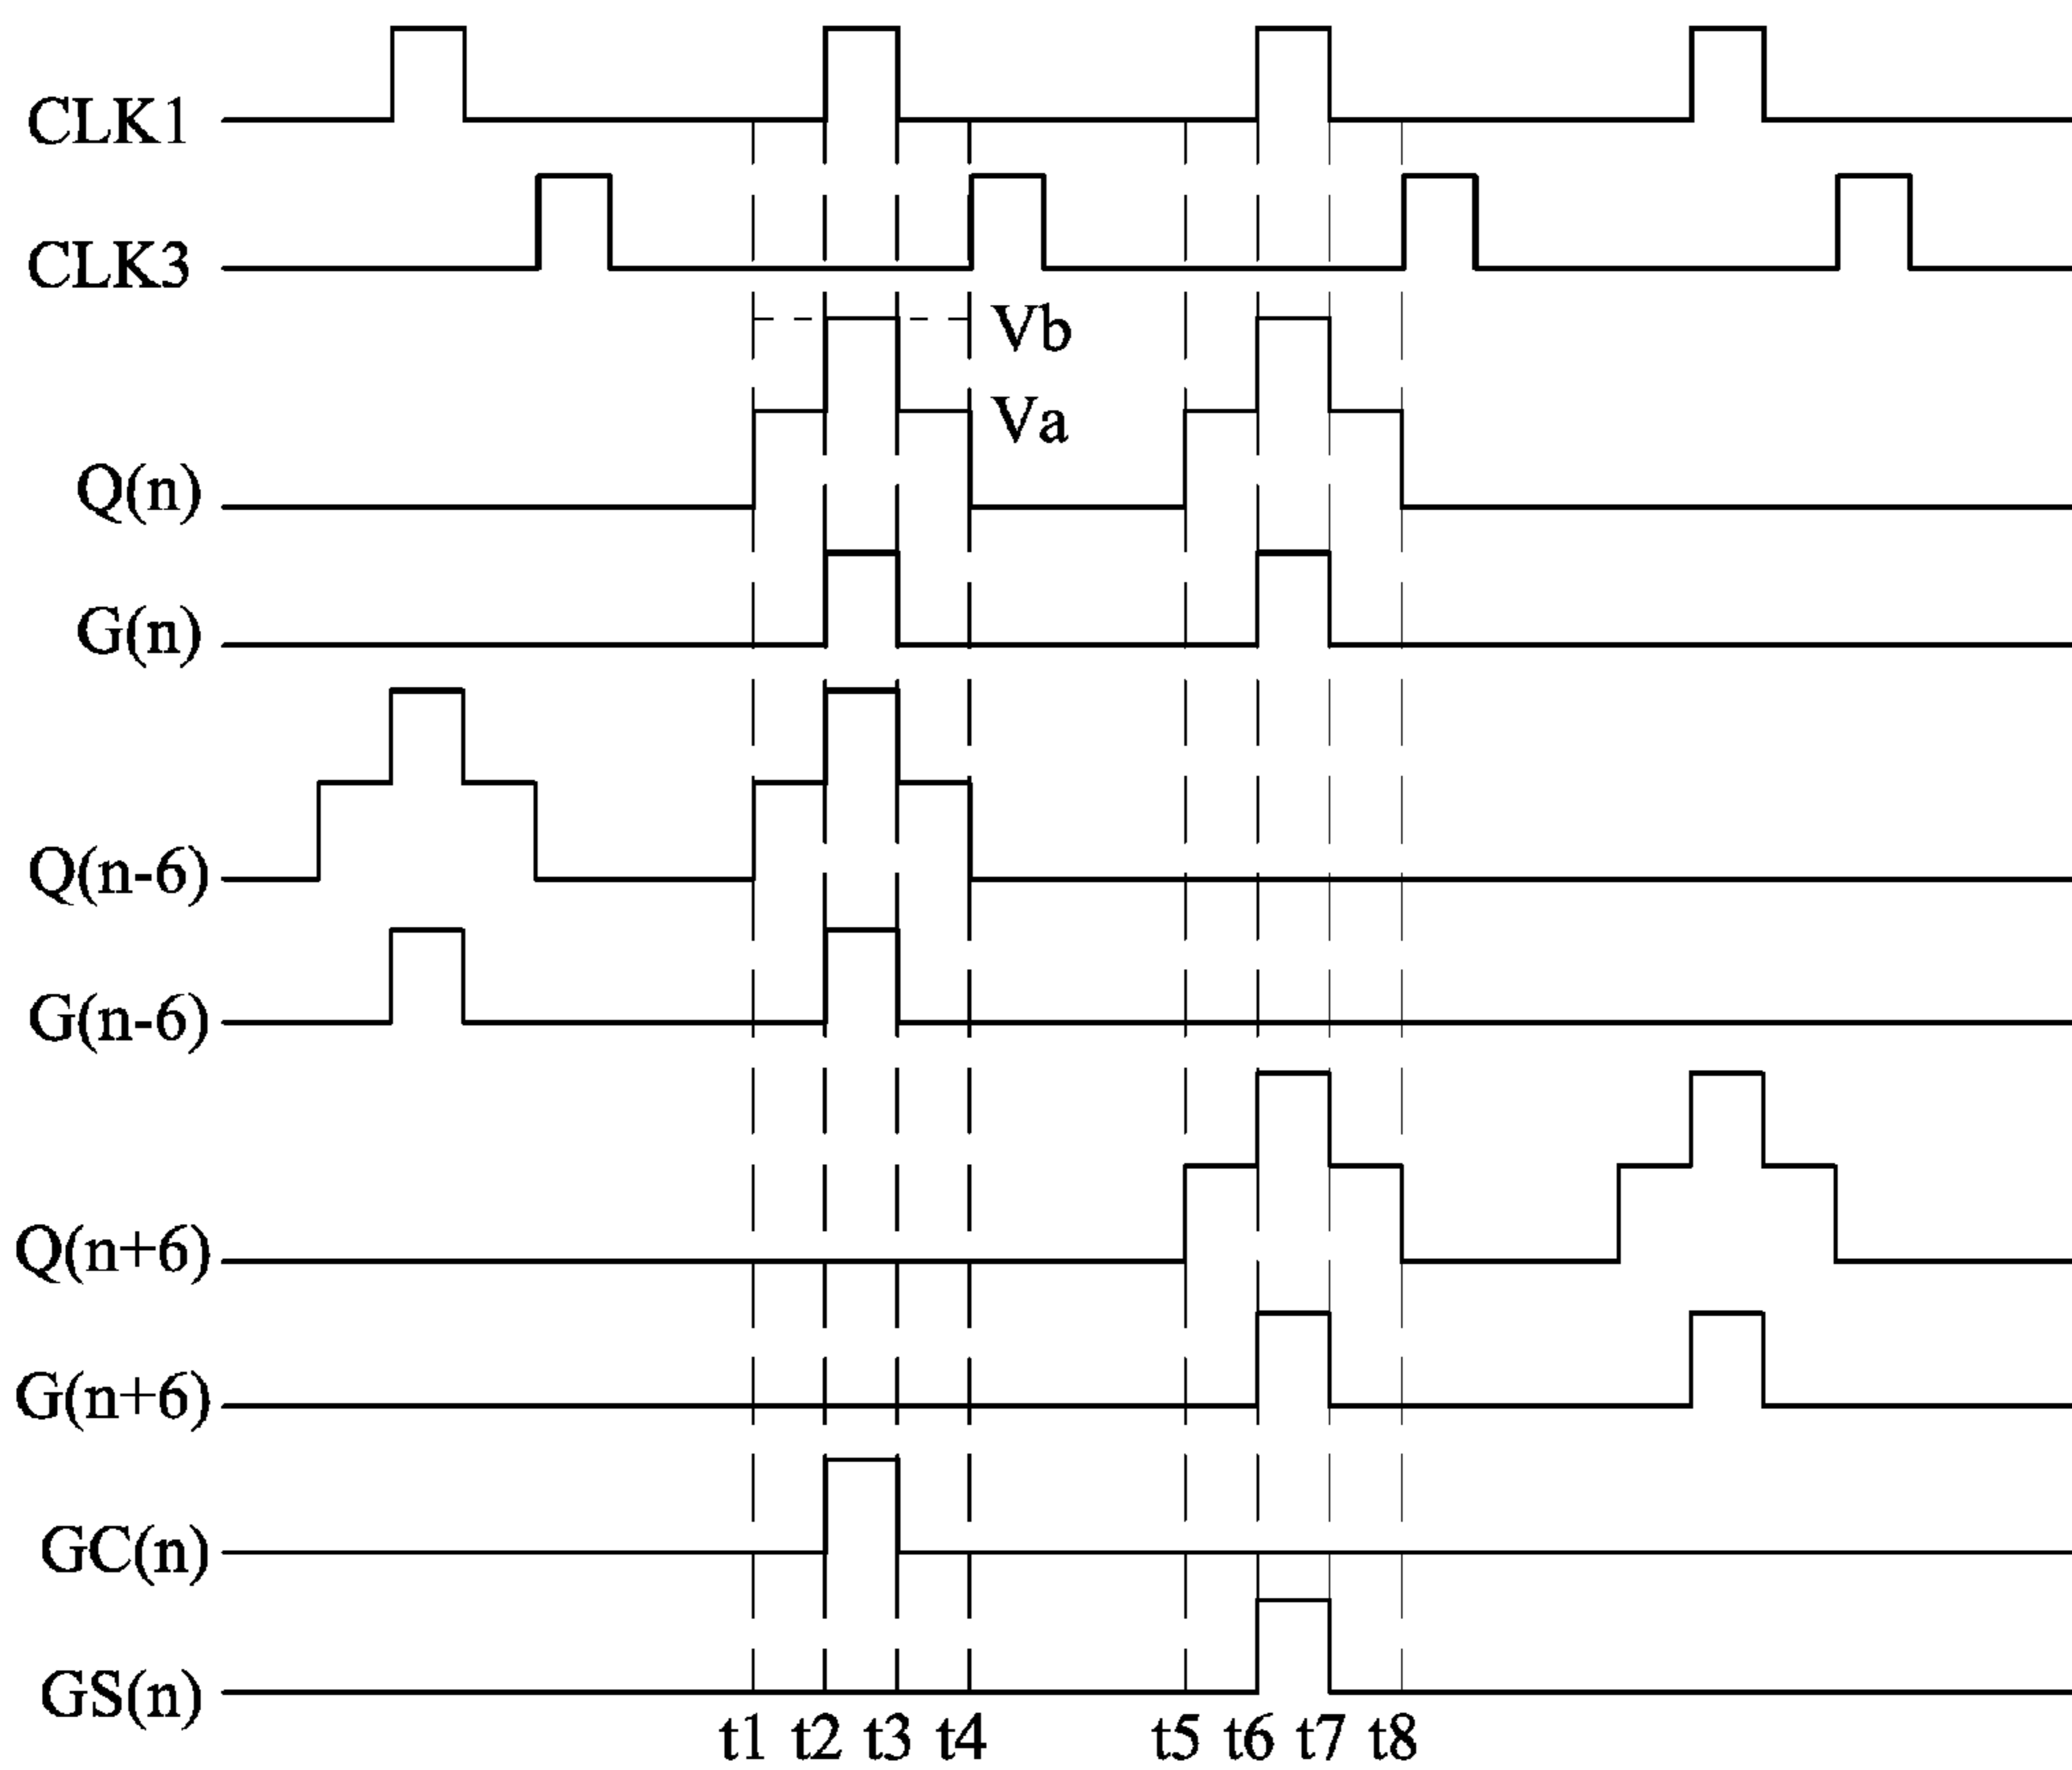 CLK1
CLK3
Vb
Va
Q(n)
G(n)
Q(n-6)
G(n-6)
Q(n+6)
G(n+6)
GC(n)
GS(n)
t1 t2 t3 t4 t5 t6 t7 t8